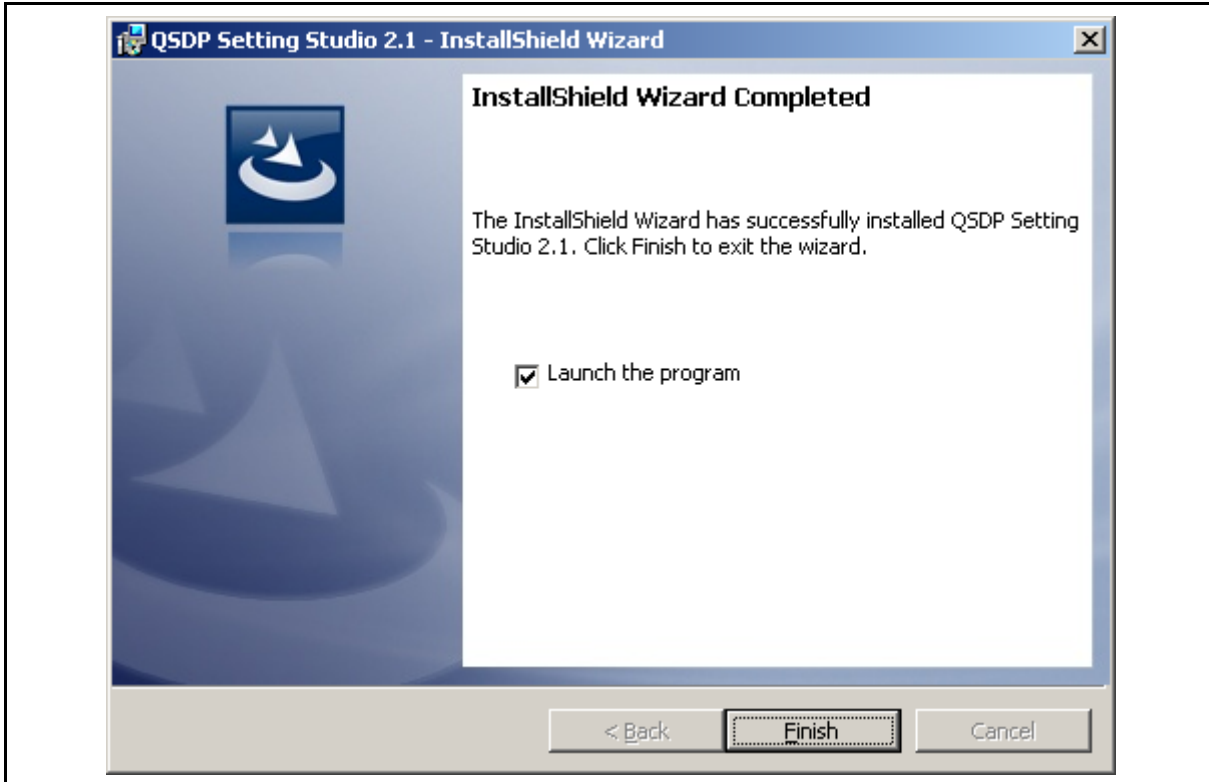 QSDP Setting Studio 2.1 - InstallShield Wizard
InstallShield Wizard Completed
The InstallShield Wizard has successfully installed QSDP Setting
Studio 2.1. Click Finish to exit the wizard.
Launch the program
< Back
Finish
Cancel